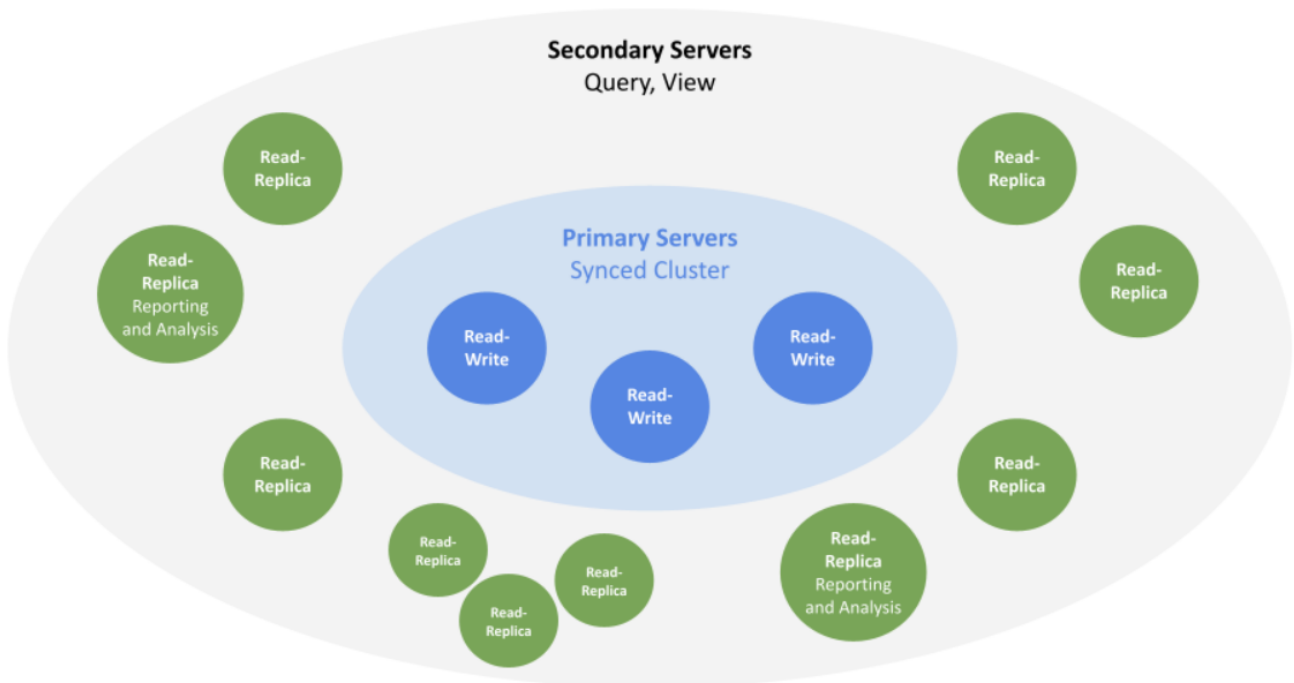 Secondary Servers
Query, View
Read-
Replica
Read-
Replica
Primary Servers
Synced Cluster
Read-
Replica
Reporting
and Analysis
Read-
Replica
Read-
Write
Read-
Write
Read-
Write
Read-
Replica
Read-
Replica
Read-
Replica
Read-
Replica
Read-
Replica
Read-
Replica
Reporting
and Analysis